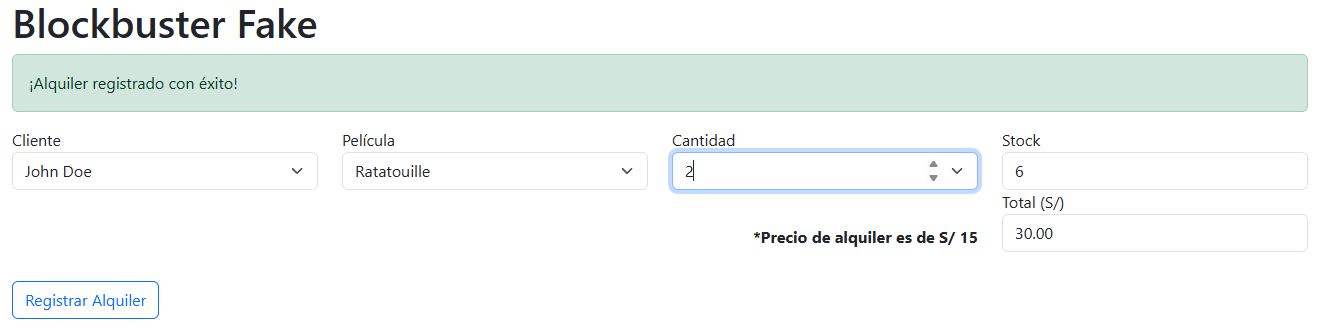 Blockbuster Fake
¡Alquiler registrado con éxito!
Cliente
John Doe
Película
Ratatouille
Cantidad
2
Stock
6
Total (S/)
30.00
*Precio de alquiler es de S/ 15
Registrar Alquiler